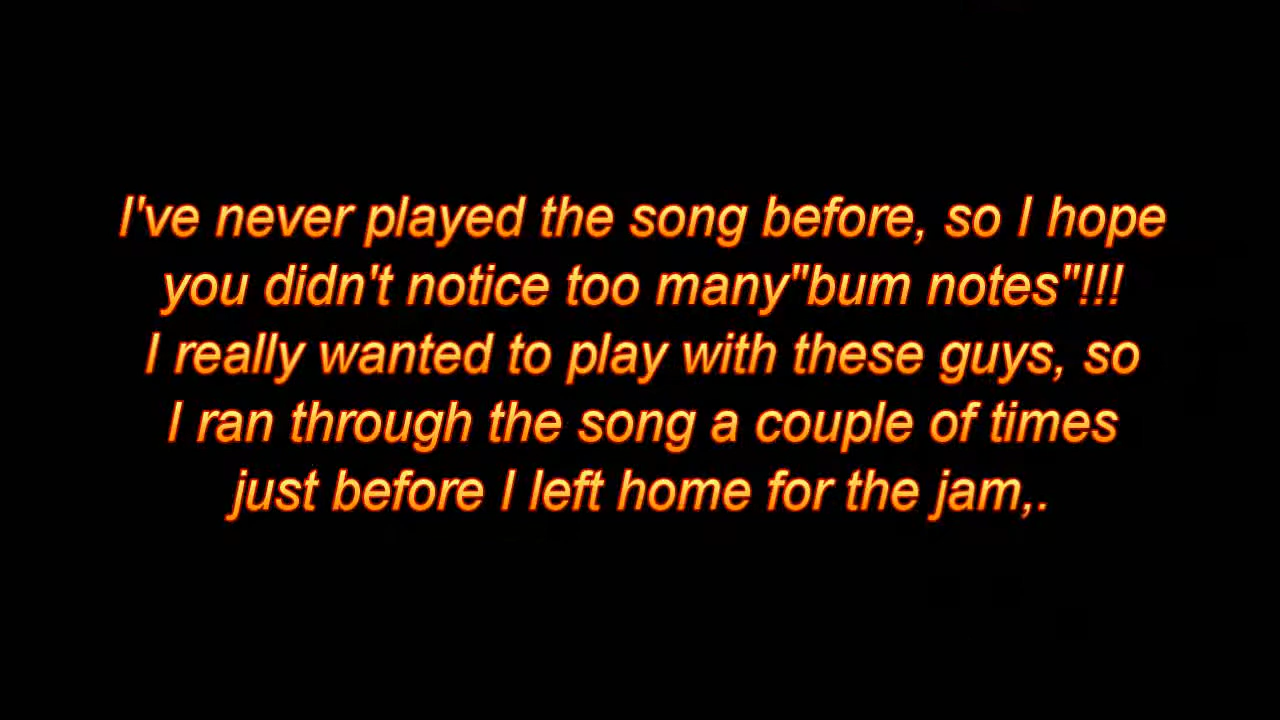 I've never played the song before, so I hope
you didn't notice too many"bum notes"!!!
I really wanted to play with these guys, so
I ran through the song a couple of times
just before I left home for the jam,.